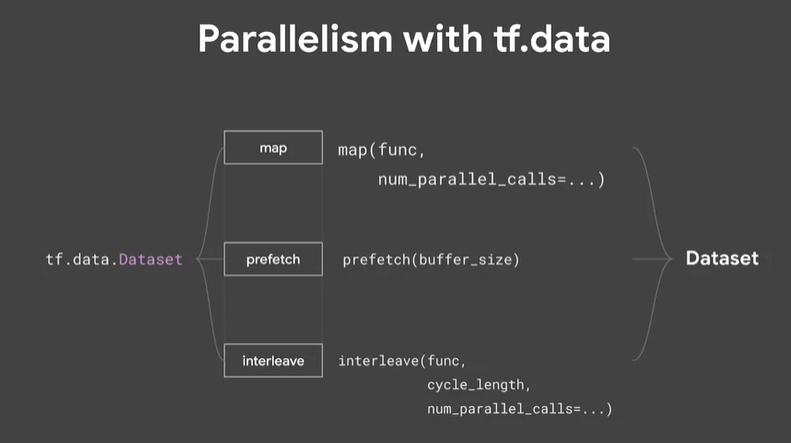 Parallelism with tf.data
map
map(func,
num_parallel_calls=...)
tf.data.Dataset
prefetch
prefetch(buffer_size)
Dataset
interleave
interleave(func,
cycle_length,
num_parallel_calls=...)